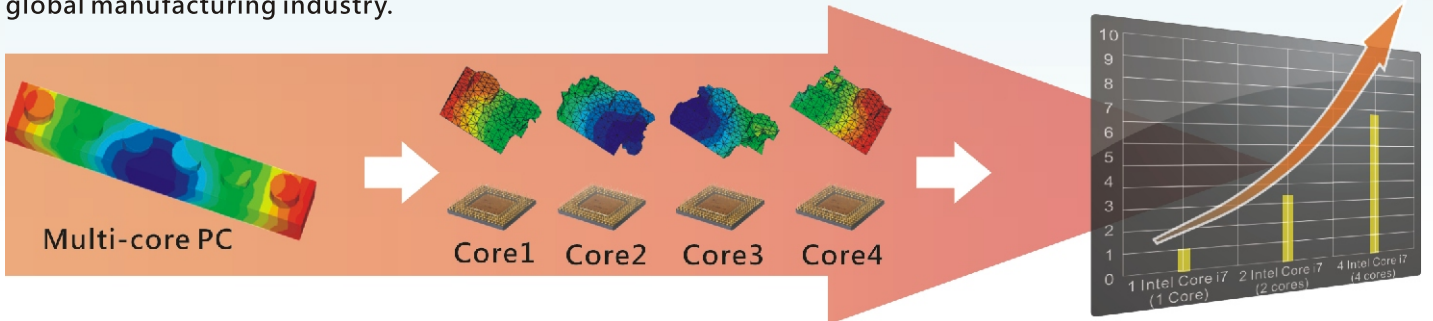 global manufacturing industry.
Multi-core PC
Core1
Core2
Core3
Core4
10
9
8
7
6
5
4
3
2
1
0
1 Intel Core i7
(1 Core)
2 Intel Core i7
(2 cores)
4 Intel Core i7
(4 cores)